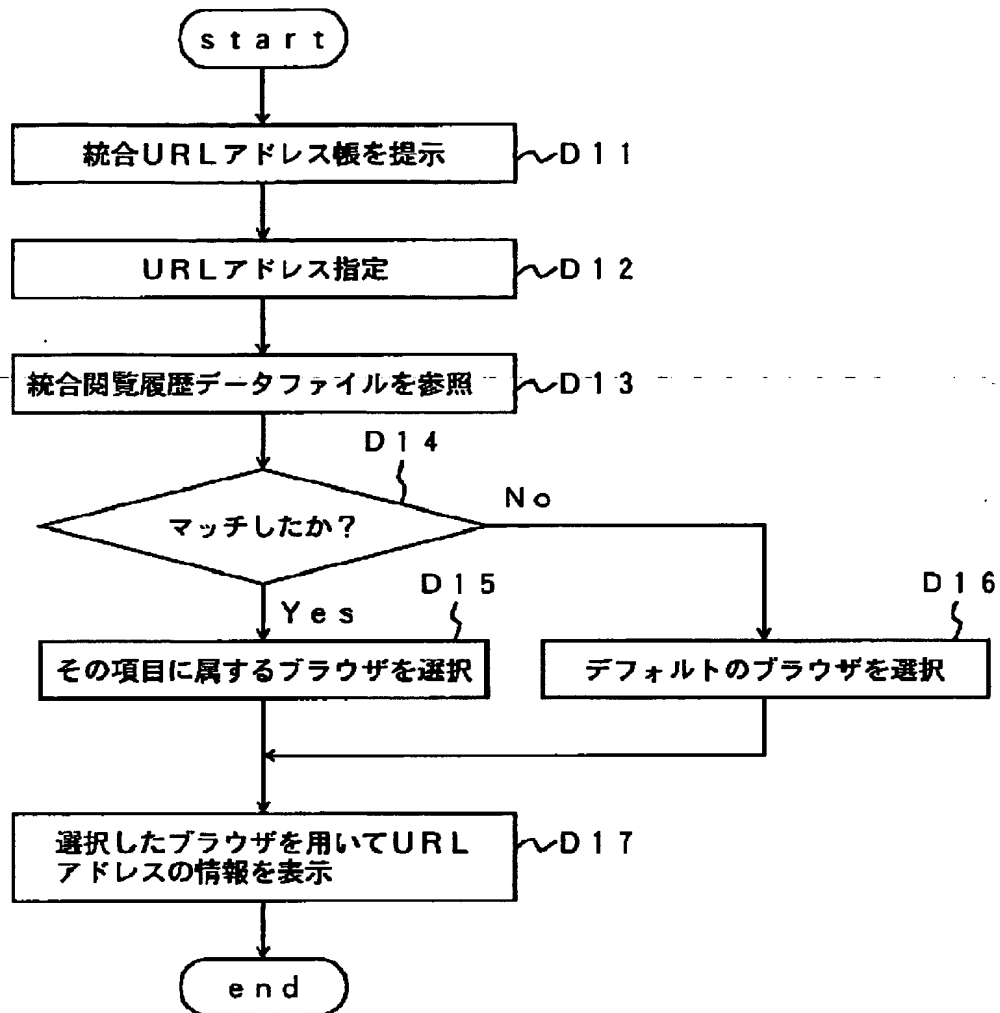 start
統合URLアドレス帳を提示
D11
URLアドレス指定
D12
統合閲覧履歴データファイルを参照
D13
D14
マッチしたか?
No
Yes
D15
D16
その項目に属するブラウザを選択
デフォルトのブラウザを選択
選択したブラウザを用いてURL
アドレスの情報を表示
D17
end